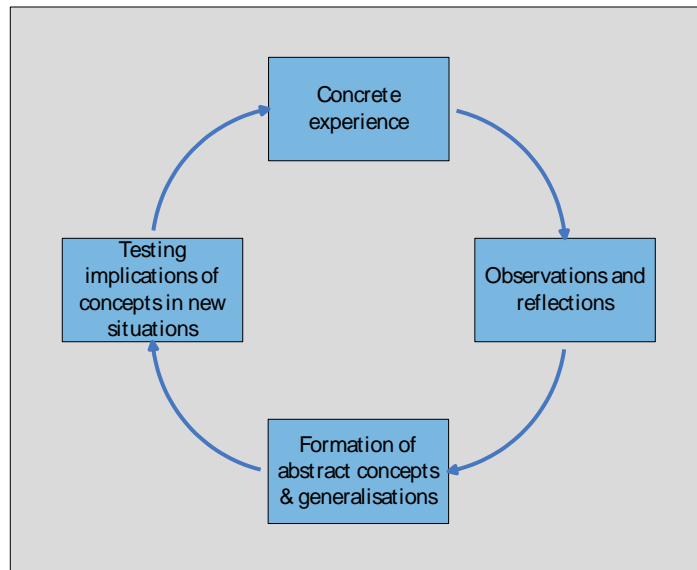 Concrete
experience
Observations and
reflections
Formation of
abstract concepts
& generalisations
Testing
implications of
concepts in new
situations